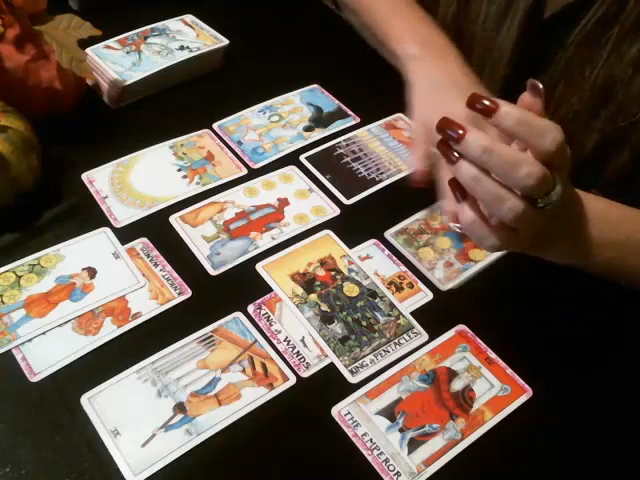 KNIGHT of WANDS
KING of WANDS
KING of PENTACLES
THE EMPEROR